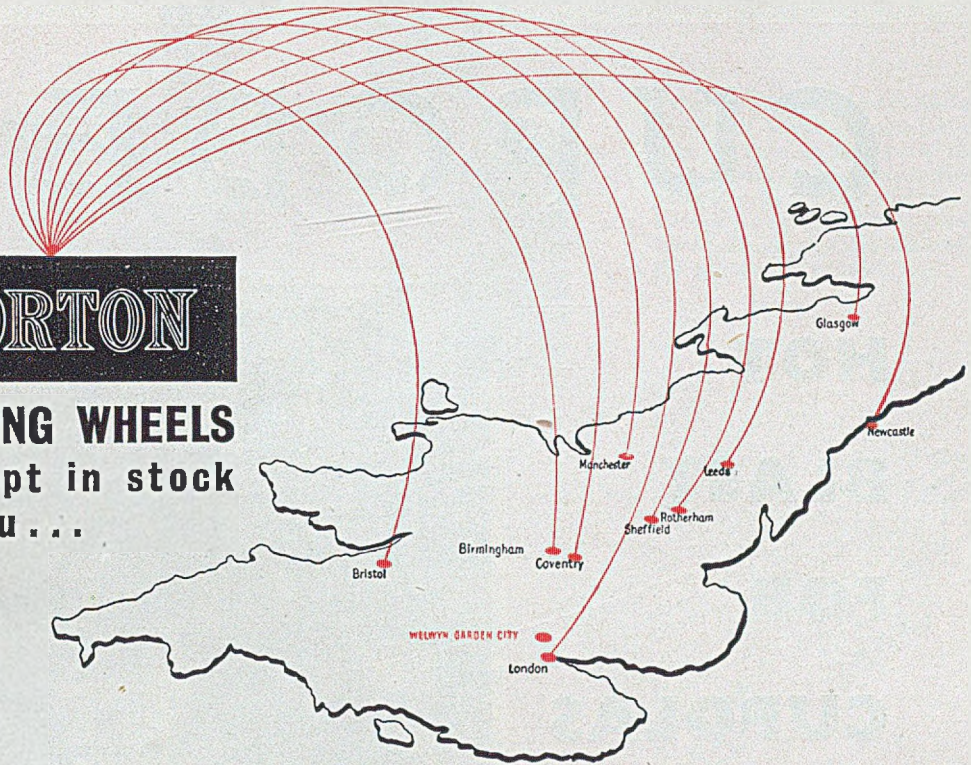 ORTON
NG WHEELS
pt in stock
u...
Glasgow
Newcastle
Manchester
Leeds
Rotherham
Sheffield
Birmingham
Coventry
Bristol
WELWYN GARDEN CITY
London